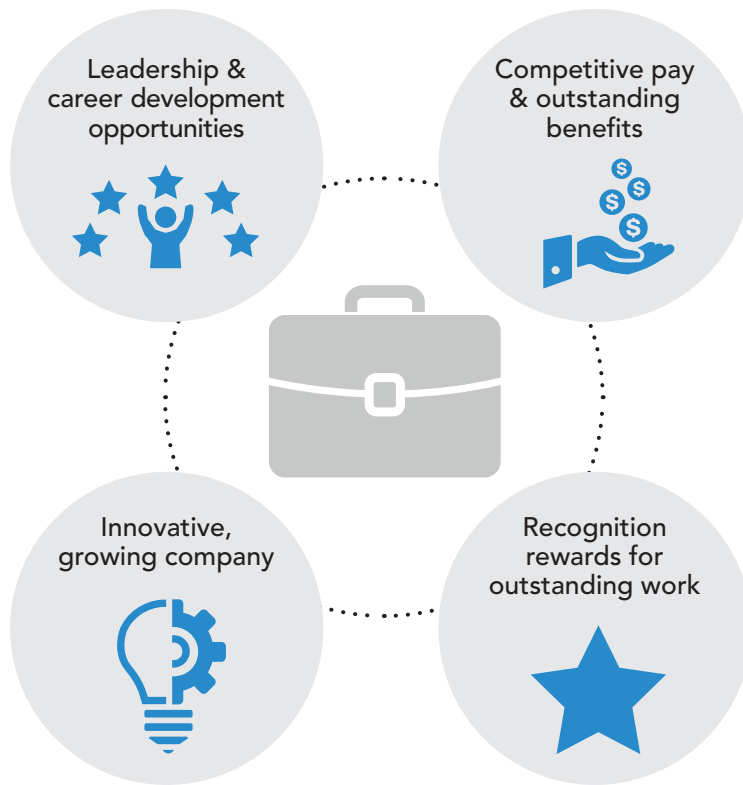 Leadership &
career development
opportunities
Competitive pay
& outstanding
benefits
$
$
$
$
Innovative,
growing company
Recognition
rewards for
outstanding work